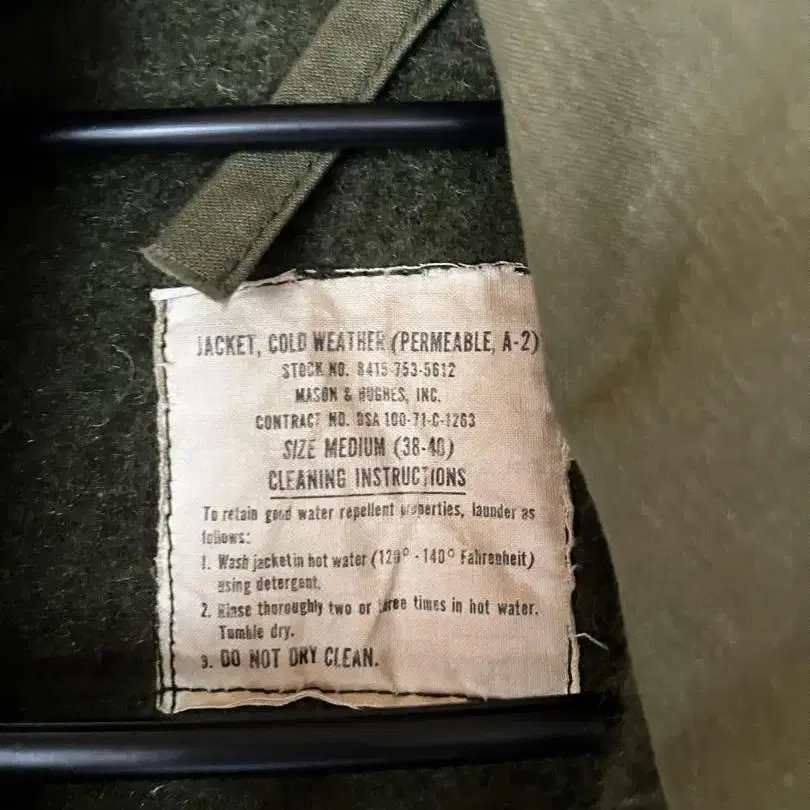 JACKET, COLD WEATHER (PERMEABLE, A-2)
STOCK NO. 8415-753-5612
MASON & HUGHES, INC.
CONTRACT NO. DSA 100-71-C-1263
SIZE MEDIUM (38-40)
CLEANING INSTRUCTIONS
To retain good water repellent properties, launder as
follows:
1. Wash jacket in hot water (120° - 140° Fahrenheit)
using detergent.
2. Rinse thoroughly two or three times in hot water.
Tumble dry.
3. DO NOT DRY CLEAN.